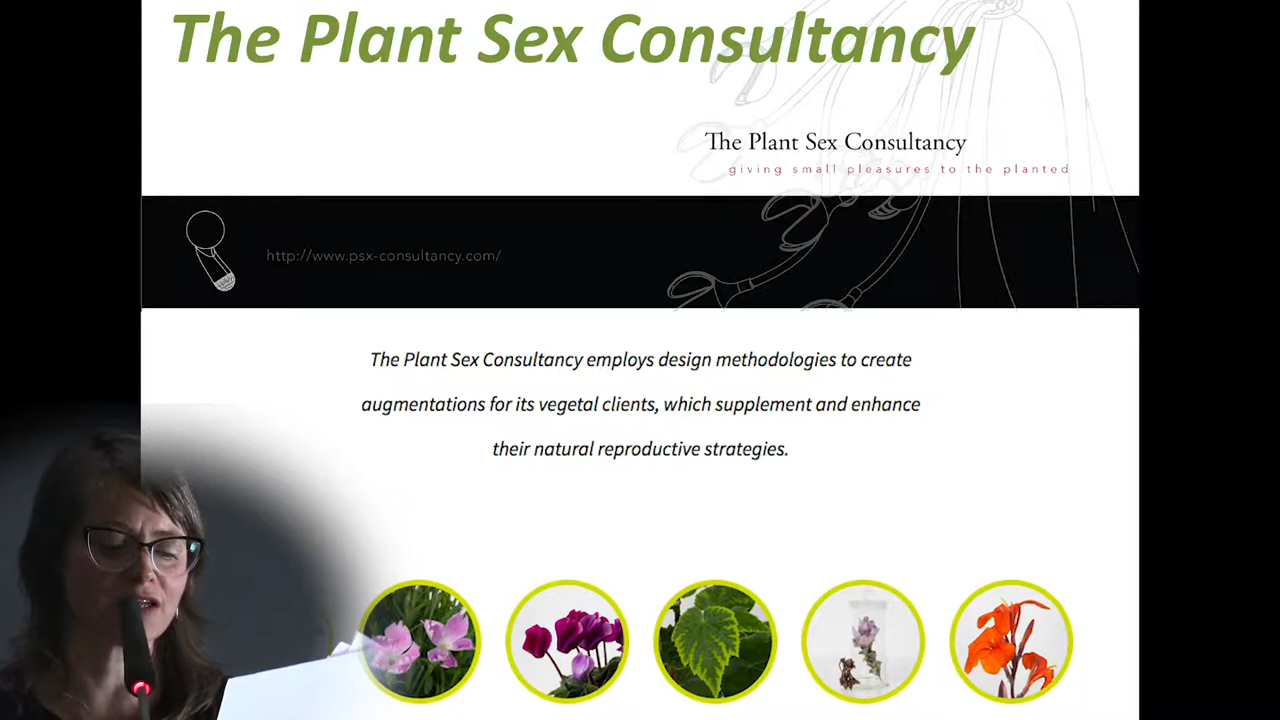 The Plant Sex Consultancy
The Plant Sex Consultancy
giving small pleasures to the planted
http://www.psx-consultancy.com/
The Plant Sex Consultancy employs design methodologies to create
augmentations for its vegetal clients, which supplement and enhance
their natural reproductive strategies.